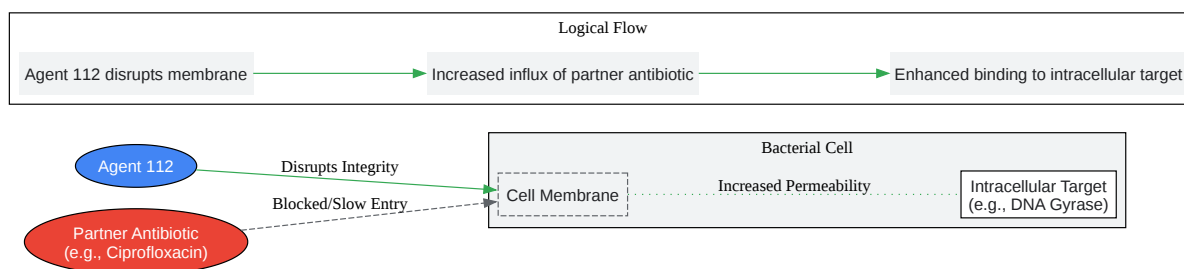 Logical Flow
Agent 112 disrupts membrane
Increased influx of partner antibiotic
Enhanced binding to intracellular target
Agent 112
Disrupts Integrity
Blocked/Slow Entry
Partner Antibiotic
(e.g., Ciprofloxacin)
Bacterial Cell
Cell Membrane
Increased Permeability
Intracellular Target
(e.g., DNA Gyrase)